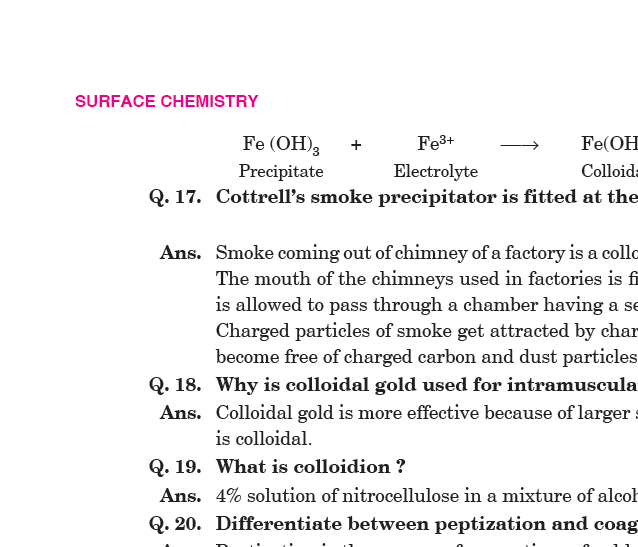 SURFACE CHEMISTRY
Fe (OH)₃ + Fe³⁺ ⟶ Fe(OH
Precipitate Electrolyte Colloida
Q. 17. Cottrell's smoke precipitator is fitted at the
Ans. Smoke coming out of chimney of a factory is a collo
The mouth of the chimneys used in factories is fi
is allowed to pass through a chamber having a se
Charged particles of smoke get attracted by char
become free of charged carbon and dust particles
Q. 18. Why is colloidal gold used for intramuscula
Ans. Colloidal gold is more effective because of larger s
is colloidal.
Q. 19. What is colloidion ?
Ans. 4% solution of nitrocellulose in a mixture of alcoh
Q. 20. Differentiate between peptization and coag